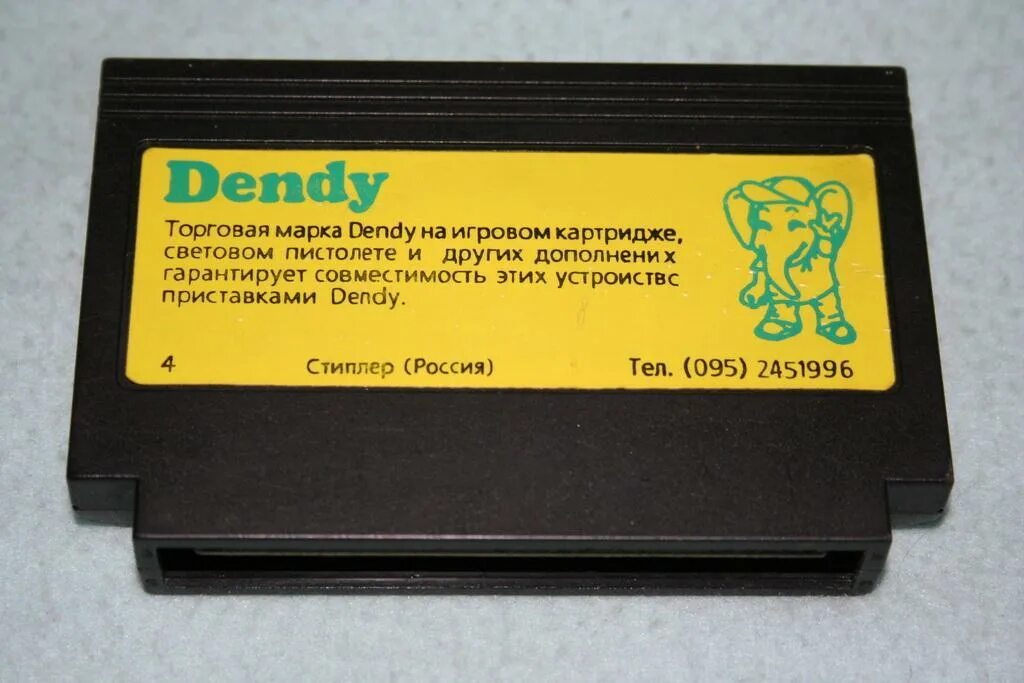 Dendy
Торговая марка Dendy на игровом картридже,
световом пистолете и других дополнених
гарантирует совместимость этих устроиствс
приставками Dendy.
4 Стиплер (Россия) Тел. (095) 2451996